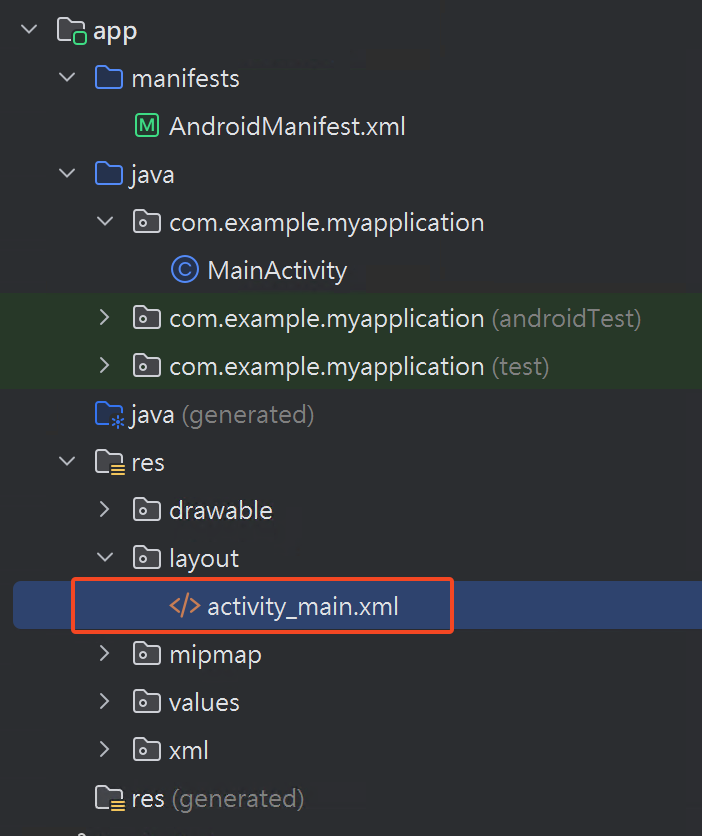 app
manifests
M AndroidManifest.xml
java
com.example.myapplication
C MainActivity
com.example.myapplication (androidTest)
com.example.myapplication (test)
java (generated)
res
drawable
layout
</> activity_main.xml
mipmap
values
xml
res (generated)